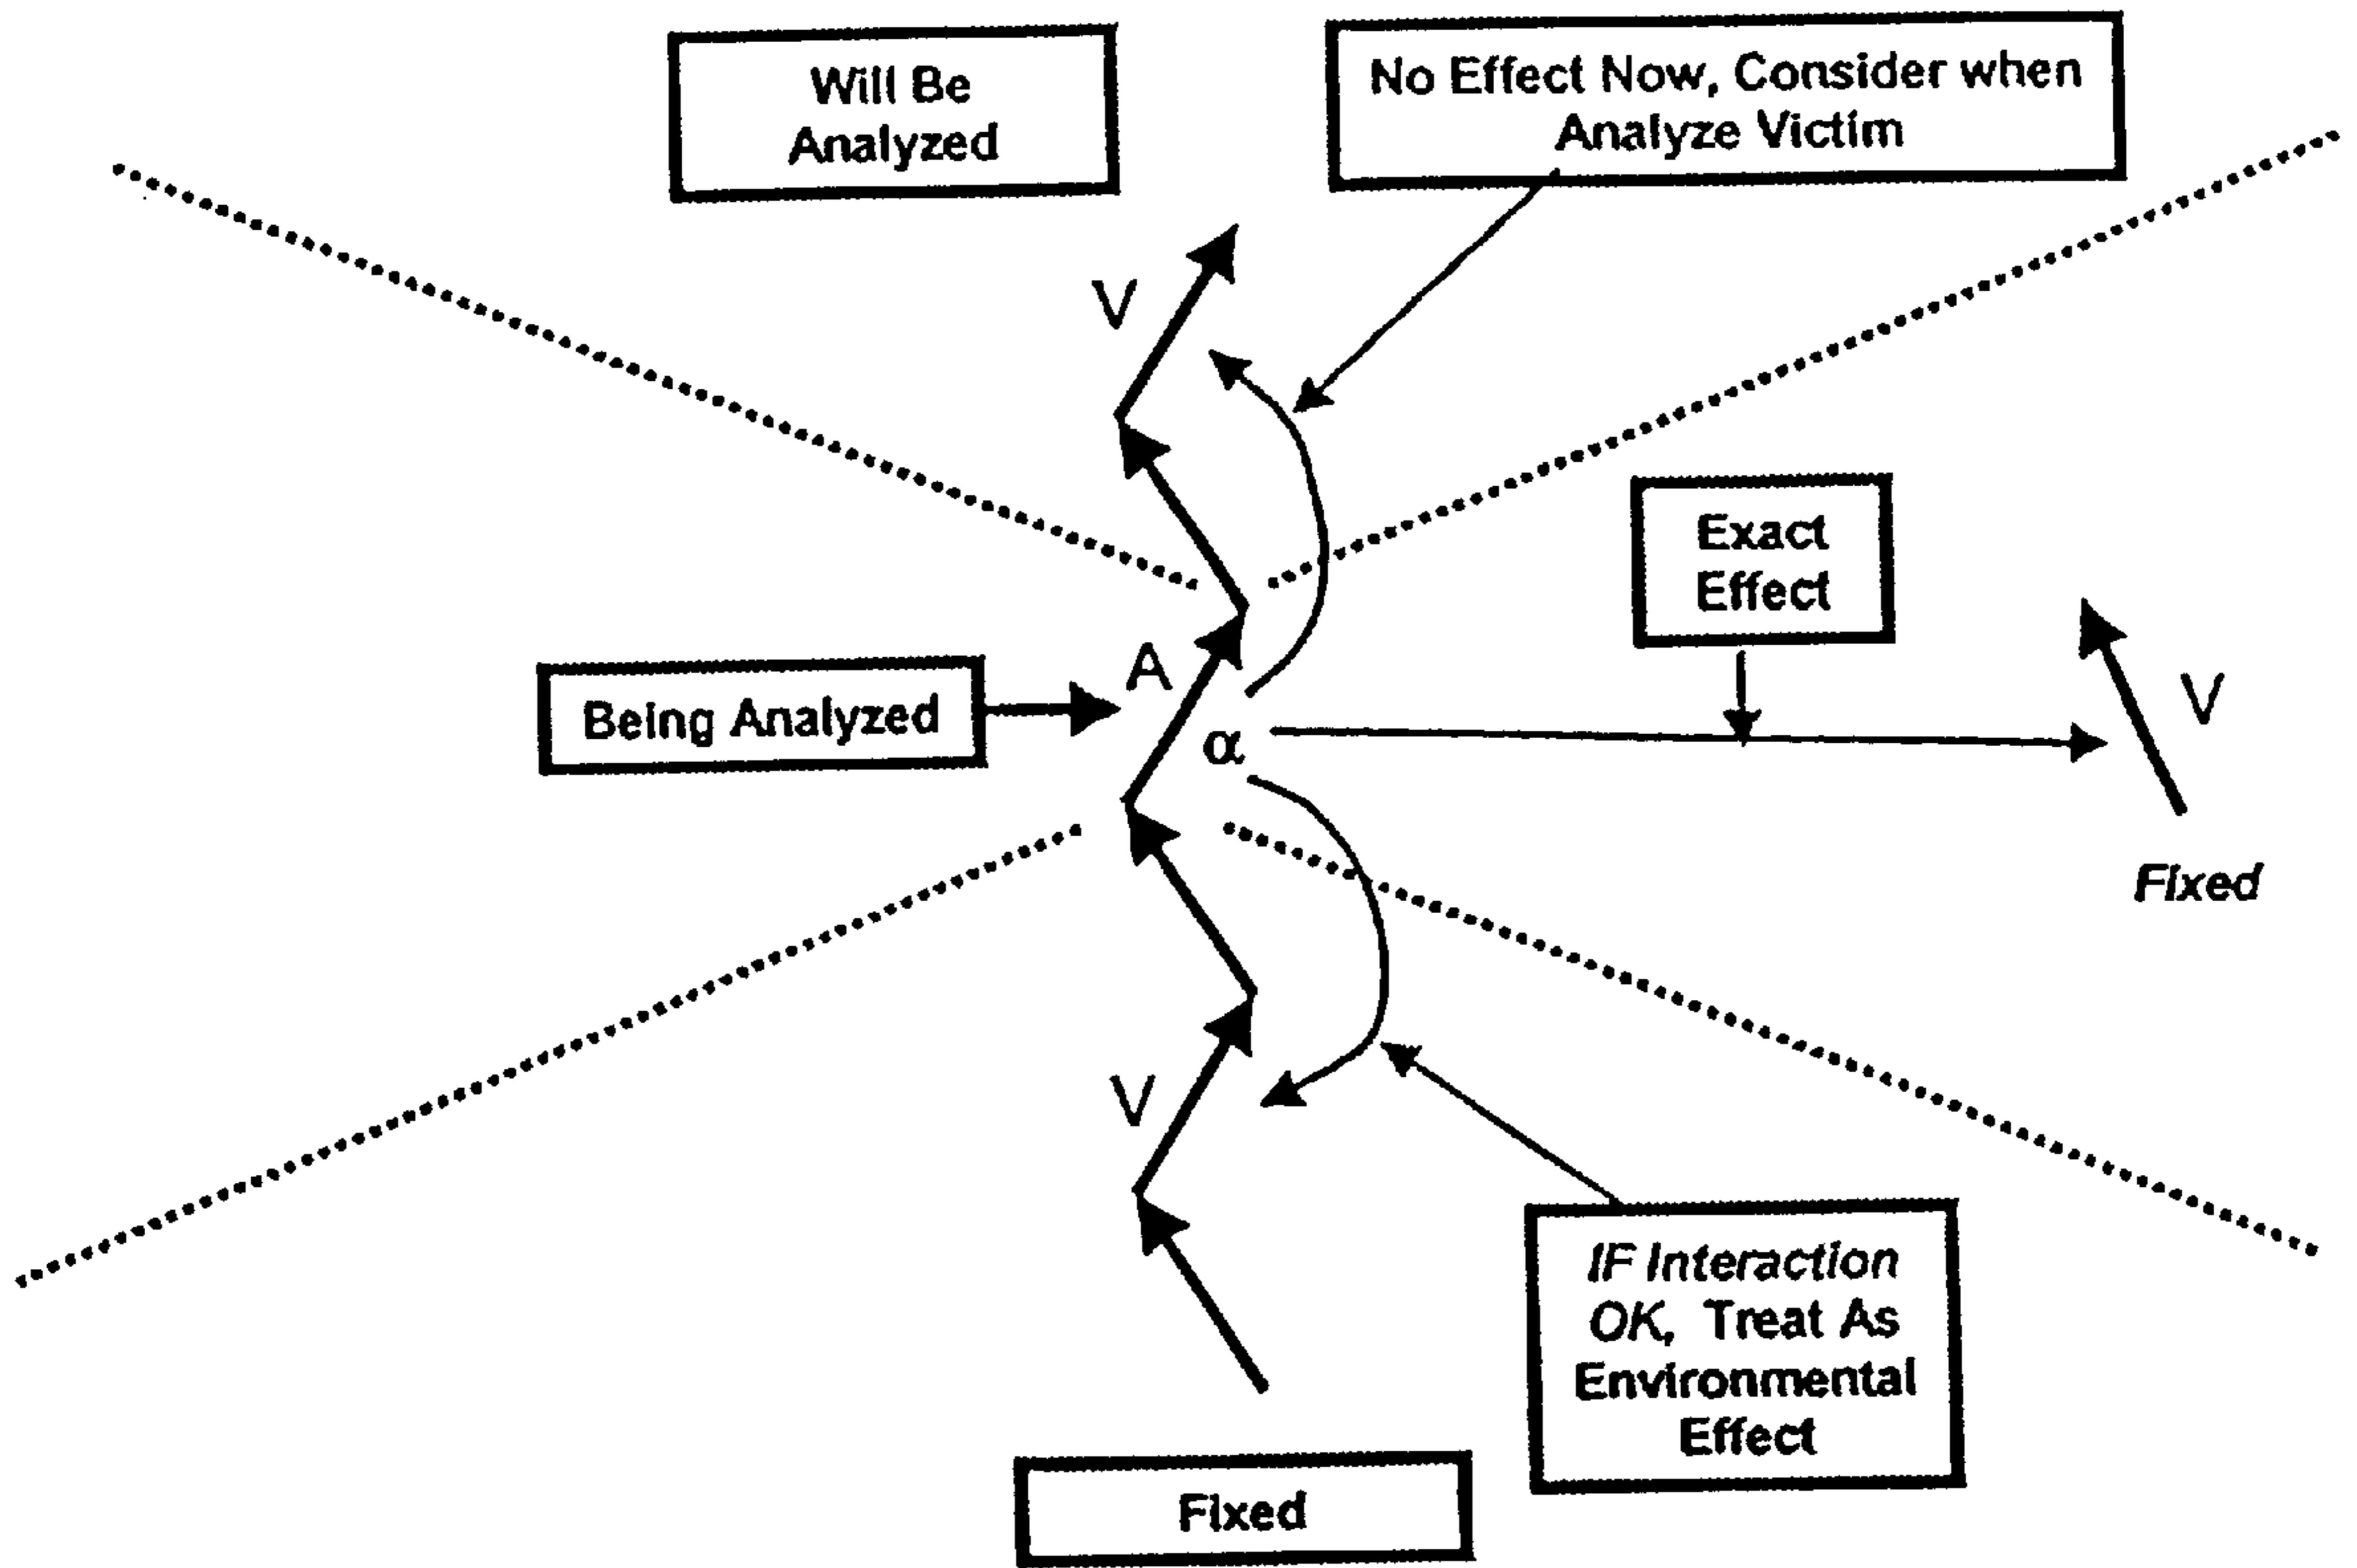 Will Be
Analyzed
No Effect Now, Consider when
Analyze Victim
V
Exact
Effect
A
Being Analyzed
α
V
Fixed
V
IF Interaction
OK, Treat As
Environmental
Effect
Fixed